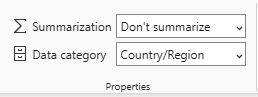 Summarization Don't summarize
Data category Country/Region
Properties